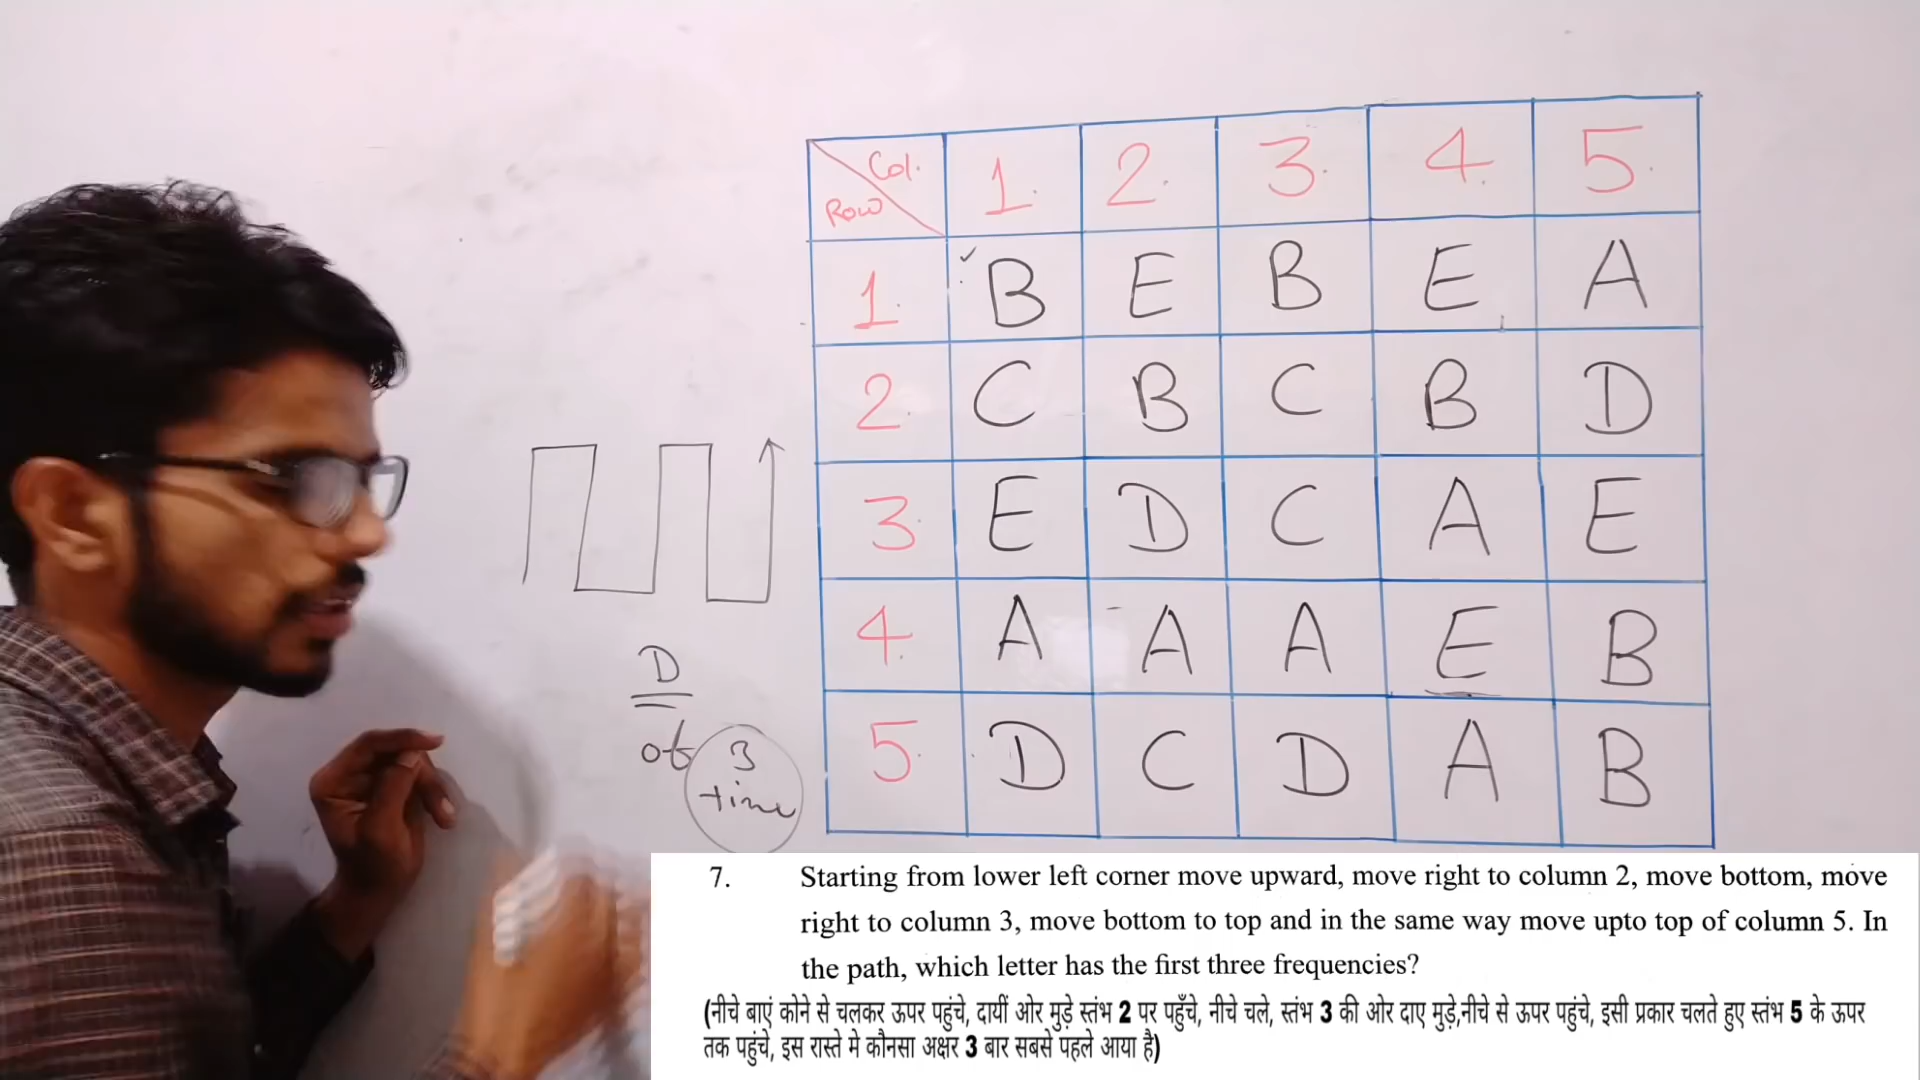 Col. 1. 2. 3. 4. 5.
Row
1. B E B E A
2. C B C B D
3. E D C A E
4. A A A E B
5. D C D A B
D
of 3
time
7. Starting from lower left corner move upward, move right to column 2, move bottom, move
right to column 3, move bottom to top and in the same way move upto top of column 5. In
the path, which letter has the first three frequencies?
(नीचे बाएं कोने से चलकर ऊपर पहुंचे, दायीं ओर मुड़े स्तंभ 2 पर पहुँचे, नीचे चले, स्तंभ 3 की ओर दाए मुड़े,नीचे से ऊपर पहुंचे, इसी प्रकार चलते हुए स्तंभ 5 के ऊपर
तक पहुंचे, इस रास्ते मे कौनसा अक्षर 3 बार सबसे पहले आया है)